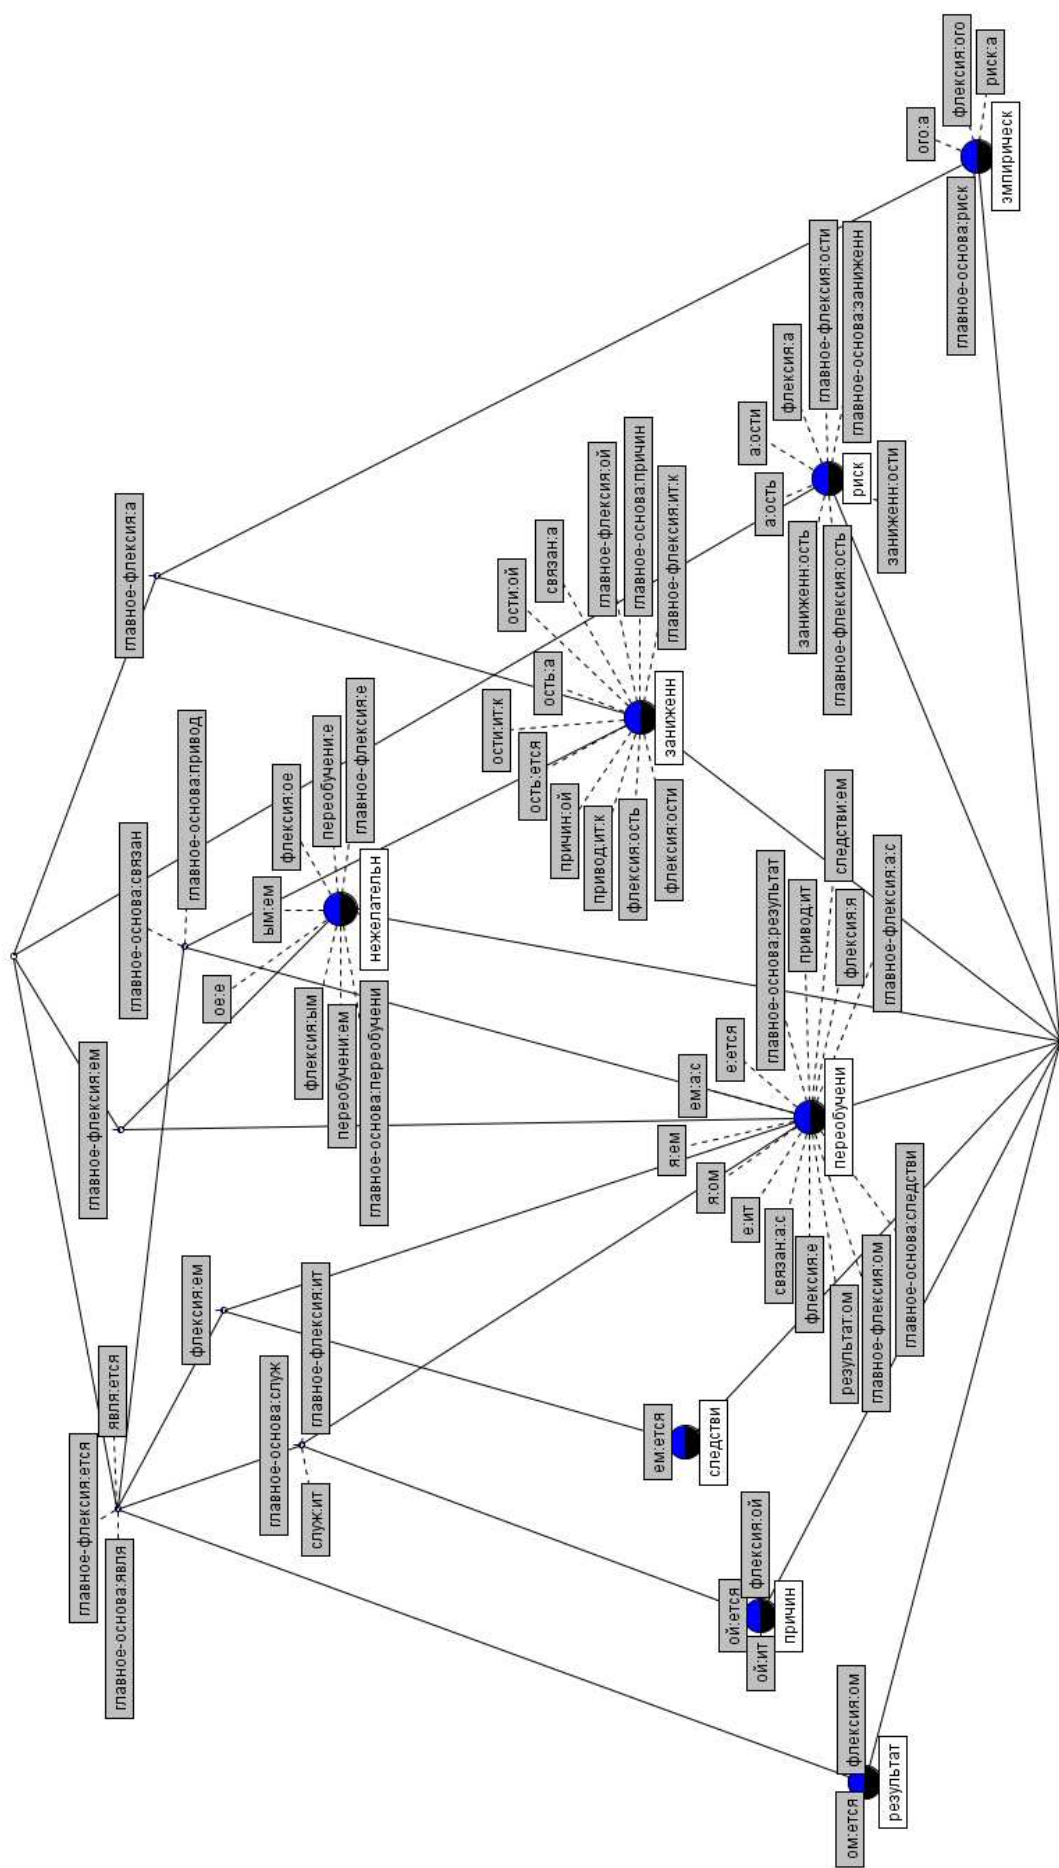 главное-флексия:ется
явля:ется
главное-основа:явля
главное-флексия:ем
главное-основа:связан
главное-основа:привод
главное-флексия:а
флексия:ем
главное-основа:служ
главное-флексия:ит
служ:ит
ое:е
ым:ем
флексия:ое
переобучени:е
главное-флексия:е
флексия:ым
переобучени:ем
главное-основа:переобучени
нежелательн
ости:ит:к
ости:ой
ость:а
связан:а
ость:ется
причин:ой
привод:ит:к
флексия:ость
флексия:ости
главное-флексия:ой
главное-основа:причин
главное-флексия:ит:к
заниженн
ем:ется
следстви
я:ем
ем:а:с
е:ется
я:ом
е:ит
связан:а:с
флексия:е
результат:ом
главное-флексия:ом
главное-основа:следстви
главное-основа:результат
привод:ит
следстви:ем
флексия:я
главное-флексия:а:с
переобучени
а:ость
а:ости
флексия:а
главное-флексия:ости
главное-основа:заниженн
заниженн:ость
главное-флексия:ость
заниженн:ости
риск
ого:а
флексия:ого
риск:а
главное-основа:риск
эмпирическ
ой:ется
флексия:ой
ой:ит
причин
ом:ется
флексия:ом
результат